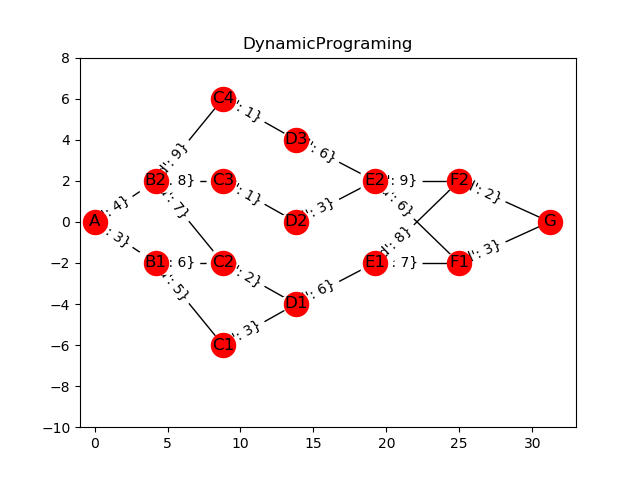 DynamicPrograming
8
6
4
2
0
−2
−4
−6
−8
−10
0
5
10
15
20
25
30
A
B2
B1
C4
C3
C2
C1
D3
D2
D1
E2
E1
F2
F1
G
': 4}
: 3}
d': 9}
: 8}
': 7}
: 6}
': 5}
': 1}
': 1}
': 2}
': 3}
': 6}
': 3}
': 6}
': 9}
': 6}
d': 8}
: 7}
': 2}
': 3}